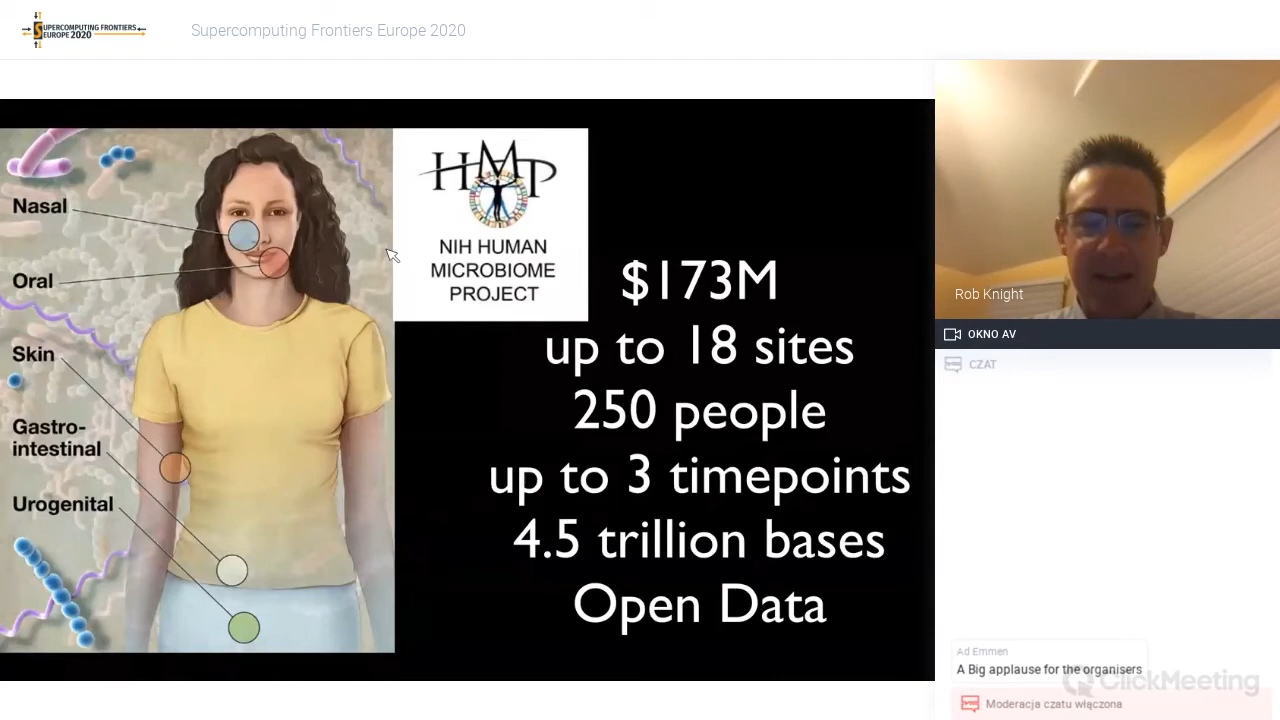 SUPERCOMPUTING FRONTIERS
EUROPE 2020
Supercomputing Frontiers Europe 2020
Nasal
Oral
Skin
Gastro-
intestinal
Urogenital
HMP
NIH HUMAN
MICROBIOME
PROJECT
$173M
up to 18 sites
250 people
up to 3 timepoints
4.5 trillion bases
Open Data
Rob Knight
OKNO AV
CZAT
Ad Emmen
A Big applause for the organisers
ClickMeeting
Moderacja czatu włączona